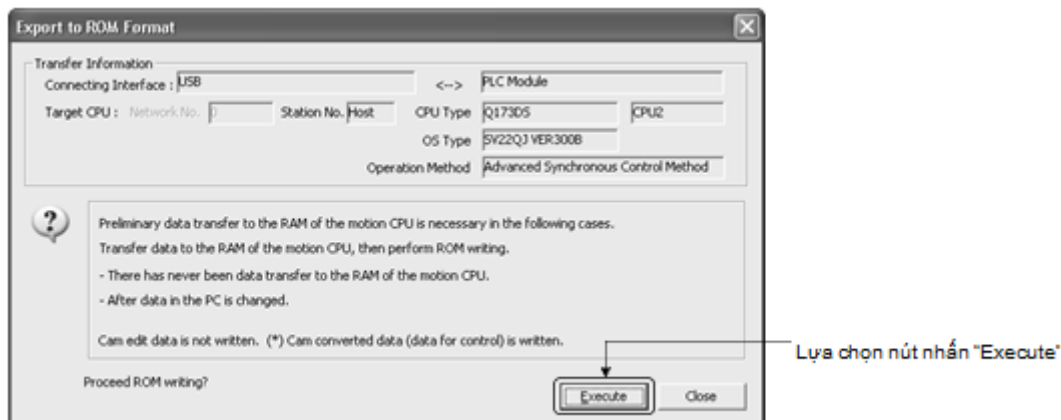 Export to ROM Format
Transfer Information
Connecting Interface : USB <--> PLC Module
Target CPU : Network No. 0 Station No. Host CPU Type Q173DS CPU2
OS Type SV22QJ VER300B
Operation Method Advanced Synchronous Control Method
Preliminary data transfer to the RAM of the motion CPU is necessary in the following cases.
Transfer data to the RAM of the motion CPU, then perform ROM writing.
- There has never been data transfer to the RAM of the motion CPU.
- After data in the PC is changed.
Cam edit data is not written. (*) Cam converted data (data for control) is written.
Lựa chọn nút nhấn "Execute"
Proceed ROM writing?
Execute Close